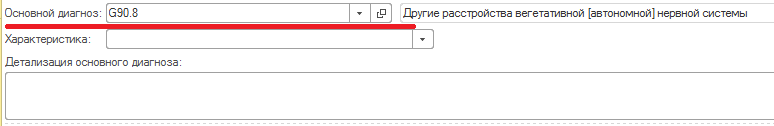 Основной диагноз: G90.8 Другие расстройства вегетативной [автономной] нервной системы
Характеристика:
Детализация основного диагноза: